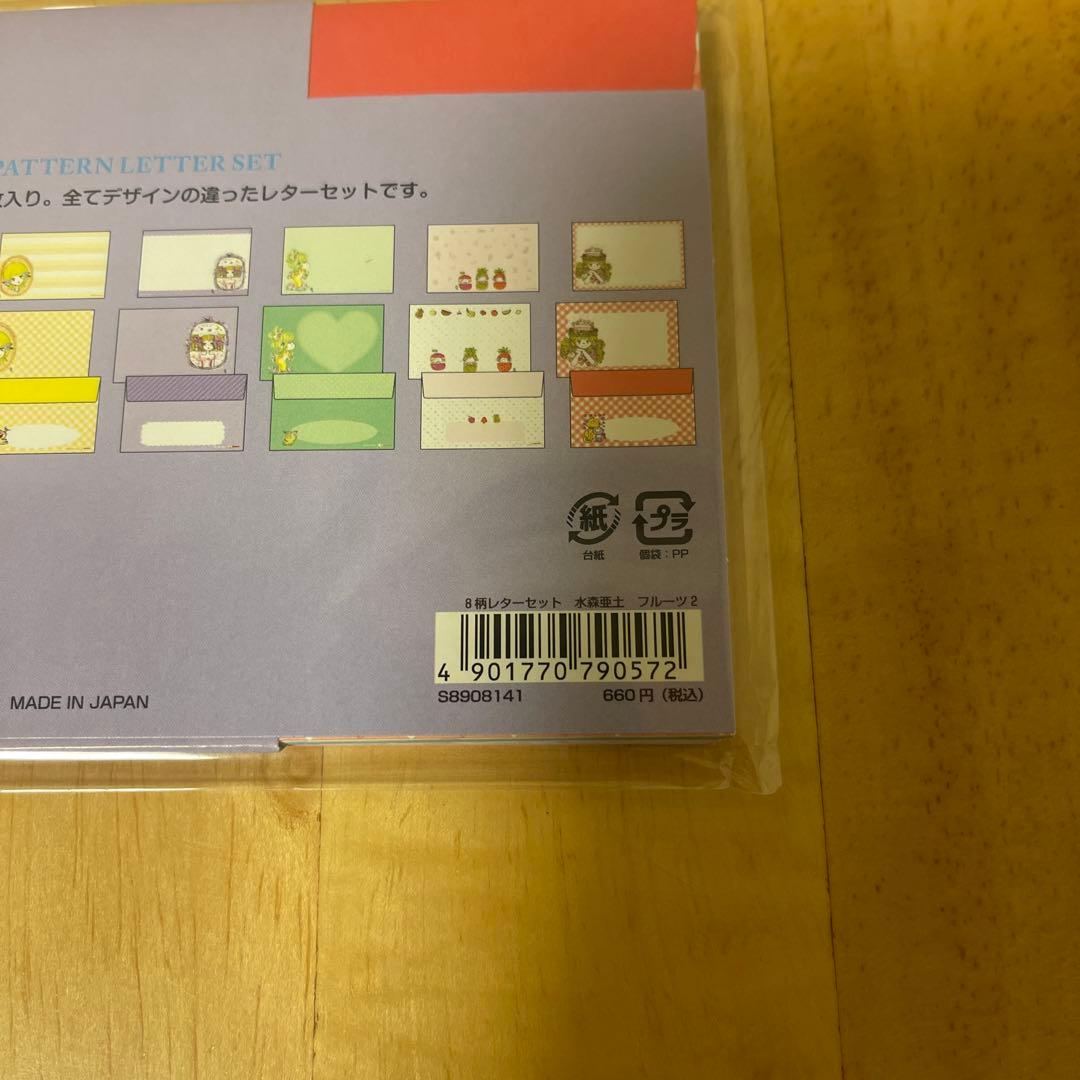 PATTERN LETTER SET
入り。全てデザインの違ったレターセットです。
紙
プラ
台紙
個袋：PP
8柄レターセット 水森亜土 フルーツ2
4 901770 790572
S8908141
660円（税込）
MADE IN JAPAN